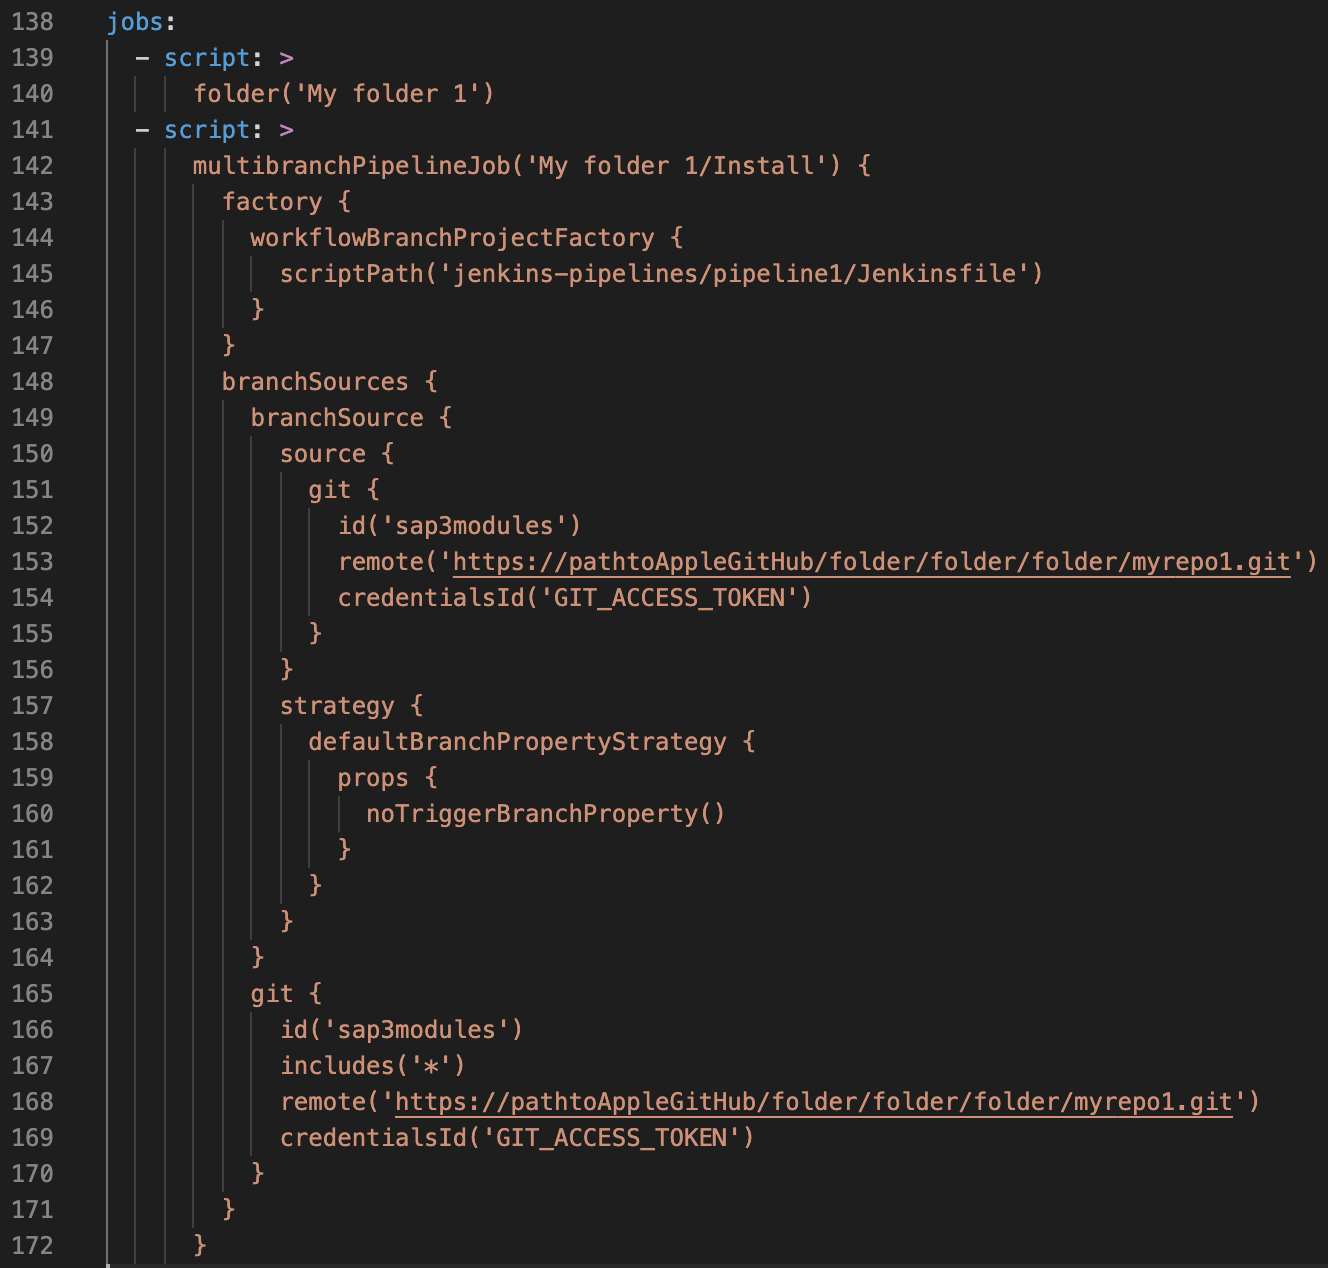 138 jobs:
139   - script: >
140       folder('My folder 1')
141   - script: >
142       multibranchPipelineJob('My folder 1/Install') {
143         factory {
144           workflowBranchProjectFactory {
145             scriptPath('jenkins-pipelines/pipeline1/Jenkinsfile')
146           }
147         }
148         branchSources {
149           branchSource {
150             source {
151               git {
152                 id('sap3modules')
153                 remote('https://pathtoAppleGitHub/folder/folder/folder/myrepo1.git')
154                 credentialsId('GIT_ACCESS_TOKEN')
155               }
156             }
157             strategy {
158               defaultBranchPropertyStrategy {
159                 props {
160                   noTriggerBranchProperty()
161                 }
162               }
163             }
164           }
165           git {
166             id('sap3modules')
167             includes('*')
168             remote('https://pathtoAppleGitHub/folder/folder/folder/myrepo1.git')
169             credentialsId('GIT_ACCESS_TOKEN')
170           }
171         }
172       }